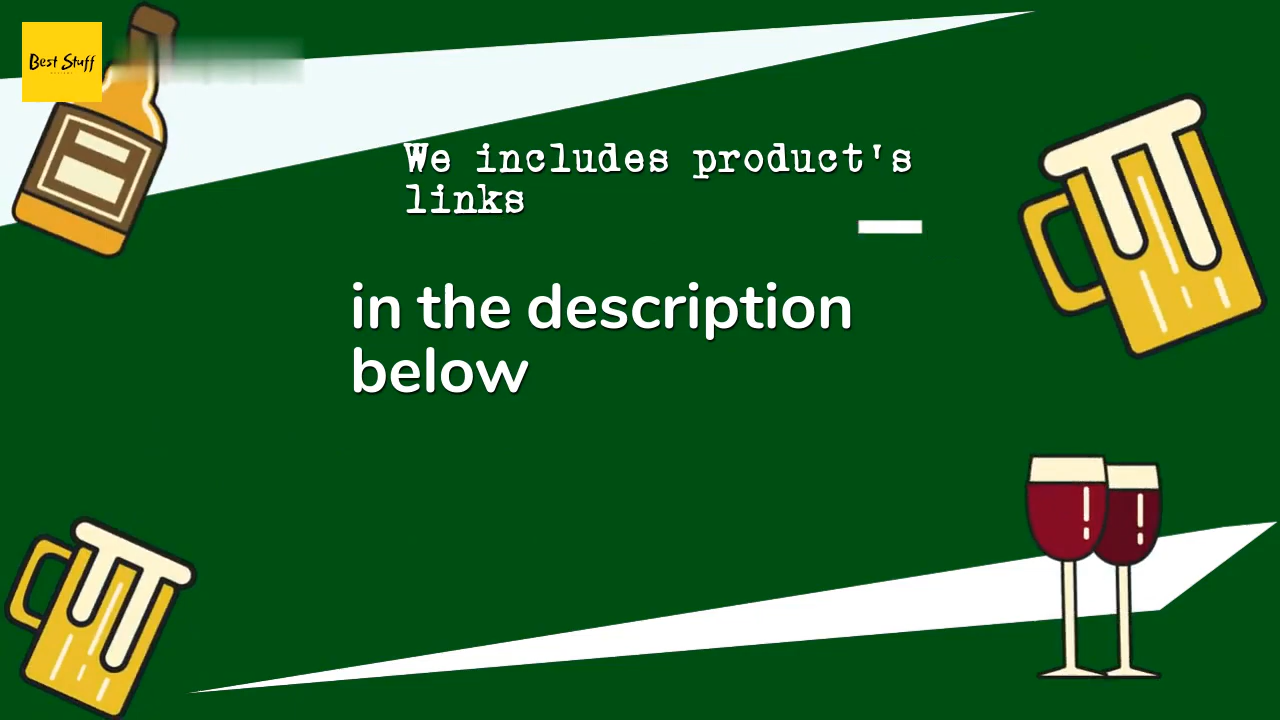 Best Stuff
We includes product's
links
in the description
below